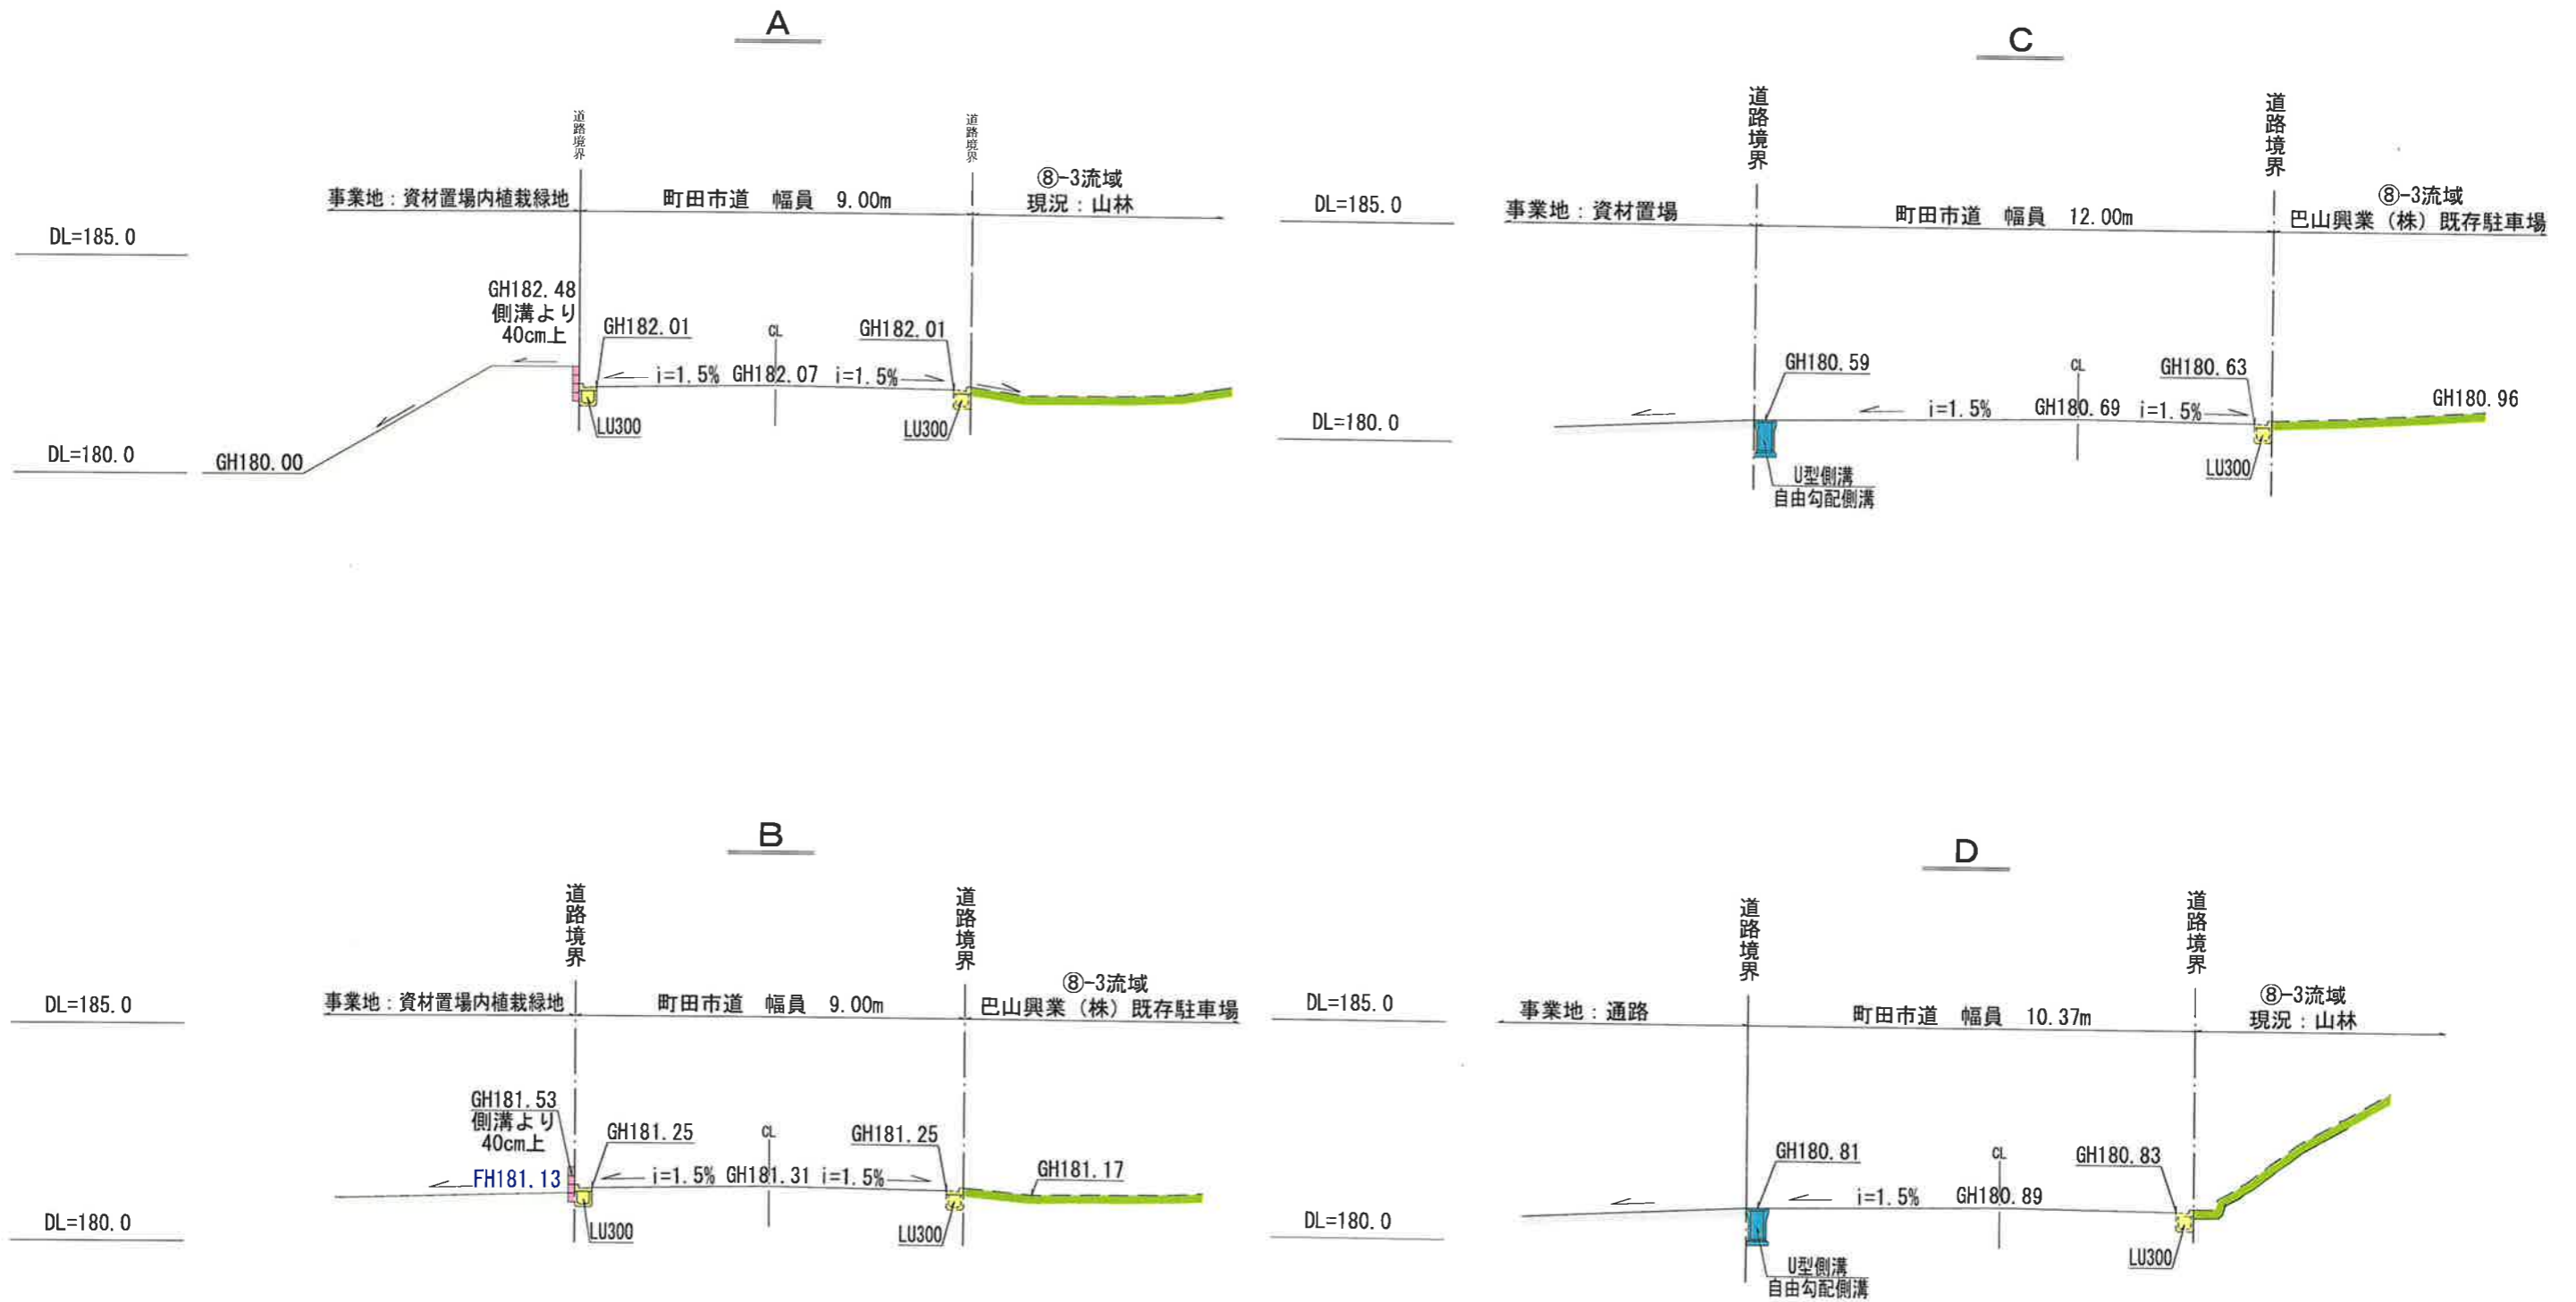 A
道路境界
道路境界
事業地：資材置場内植栽緑地
町田市道　幅員　9.00m
⑧-3流域
現況：山林
DL=185.0
GH182.48
側溝より
40cm上
GH182.01
CL
GH182.01
i=1.5%
GH182.07
i=1.5%
LU300
LU300
DL=180.0
GH180.00
C
道路境界
道路境界
DL=185.0
事業地：資材置場
町田市道　幅員　12.00m
⑧-3流域
巴山興業（株）既存駐車場
GH180.59
CL
GH180.63
i=1.5%
GH180.69
i=1.5%
GH180.96
DL=180.0
U型側溝
自由勾配側溝
LU300
B
道路境界
道路境界
DL=185.0
事業地：資材置場内植栽緑地
町田市道　幅員　9.00m
⑧-3流域
巴山興業（株）既存駐車場
GH181.53
側溝より
40cm上
GH181.25
CL
GH181.25
FH181.13
i=1.5%
GH181.31
i=1.5%
GH181.17
LU300
LU300
DL=180.0
D
道路境界
道路境界
DL=185.0
事業地：通路
町田市道　幅員　10.37m
⑧-3流域
現況：山林
GH180.81
CL
GH180.83
i=1.5%
GH180.89
DL=180.0
U型側溝
自由勾配側溝
LU300